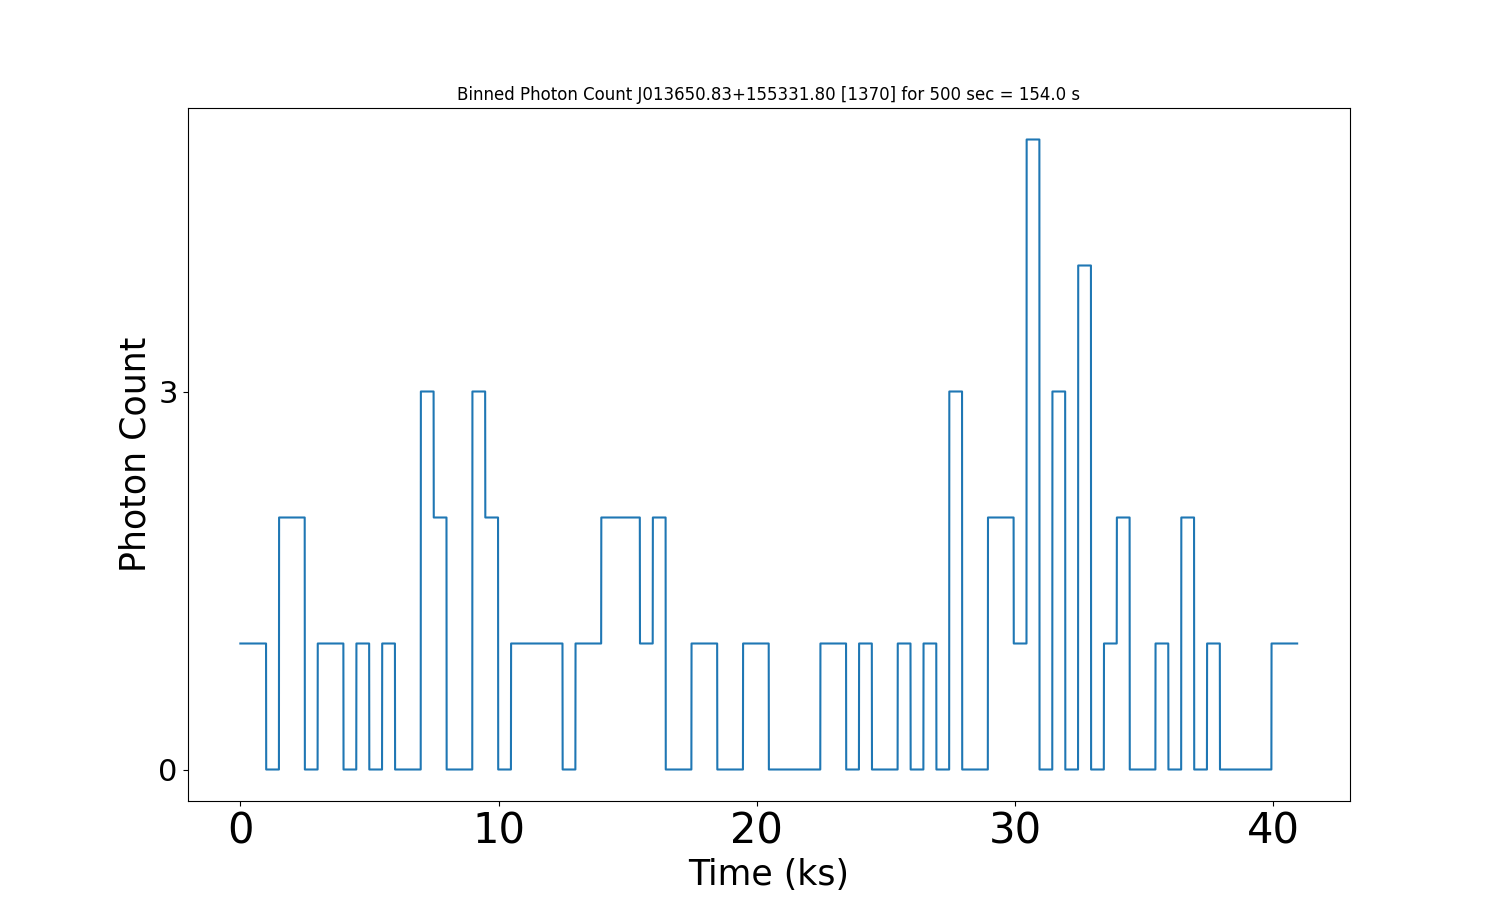 Binned Photon Count J013650.83+155331.80 [1370] for 500 sec = 154.0 s
Photon Count
3
0
0 10 20 30 40
Time (ks)